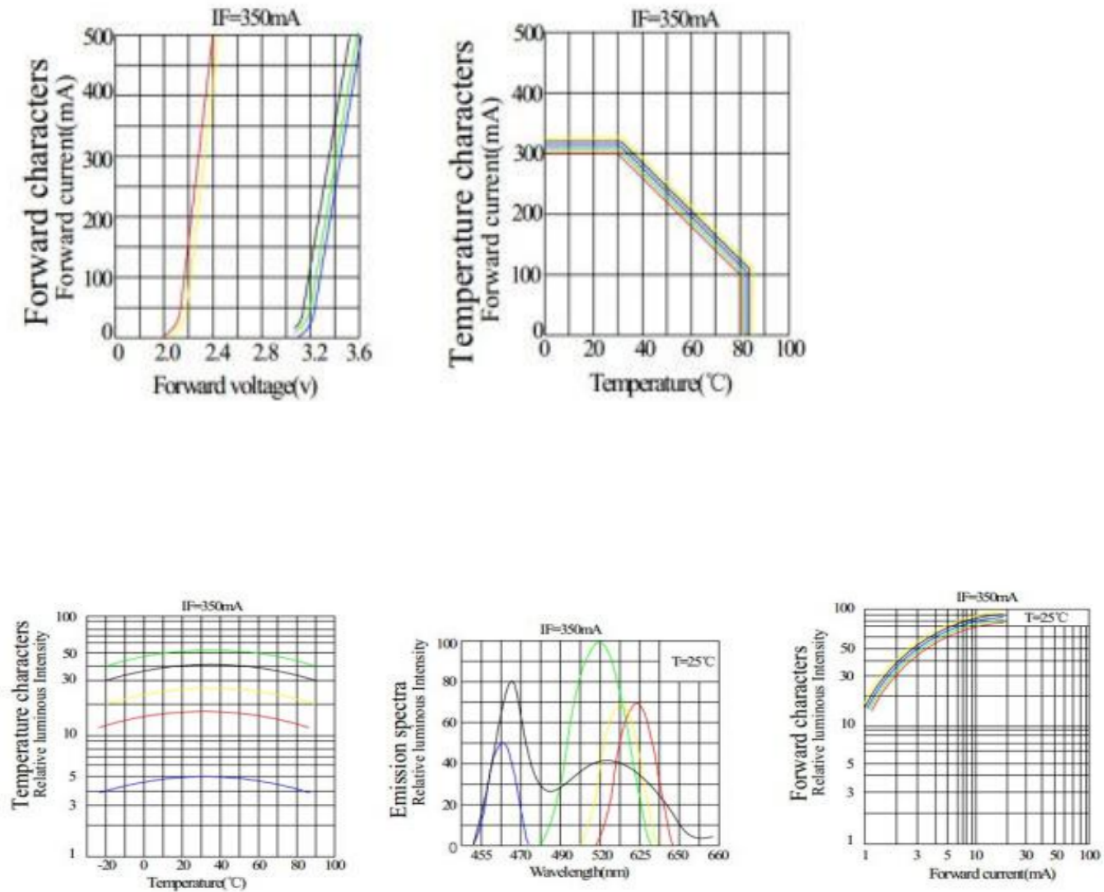 IF=350mA
Forward characters
Forward current(mA)
500
400
300
200
100
0
0 2.0 2.4 2.8 3.2 3.6
Forward voltage(v)
IF=350mA
Temperature characters
Forward current(mA)
500
400
300
200
100
0
0 20 40 60 80 100
Temperature(℃)
IF=350mA
Temperature characters
Relative luminous Intensity
100
50
30
10
5
3
1
-20 0 20 40 60 80 100
Temperature(℃)
IF=350mA
T=25℃
Emission spectra
Relative luminous Intensity
100
80
60
40
20
0
455 470 490 520 625 650 660
Wavelength(nm)
IF=350mA
T=25℃
Forward characters
Relative luminous Intensity
100
50
30
10
5
3
1
1 3 5 10 30 50 100
Forward current(mA)